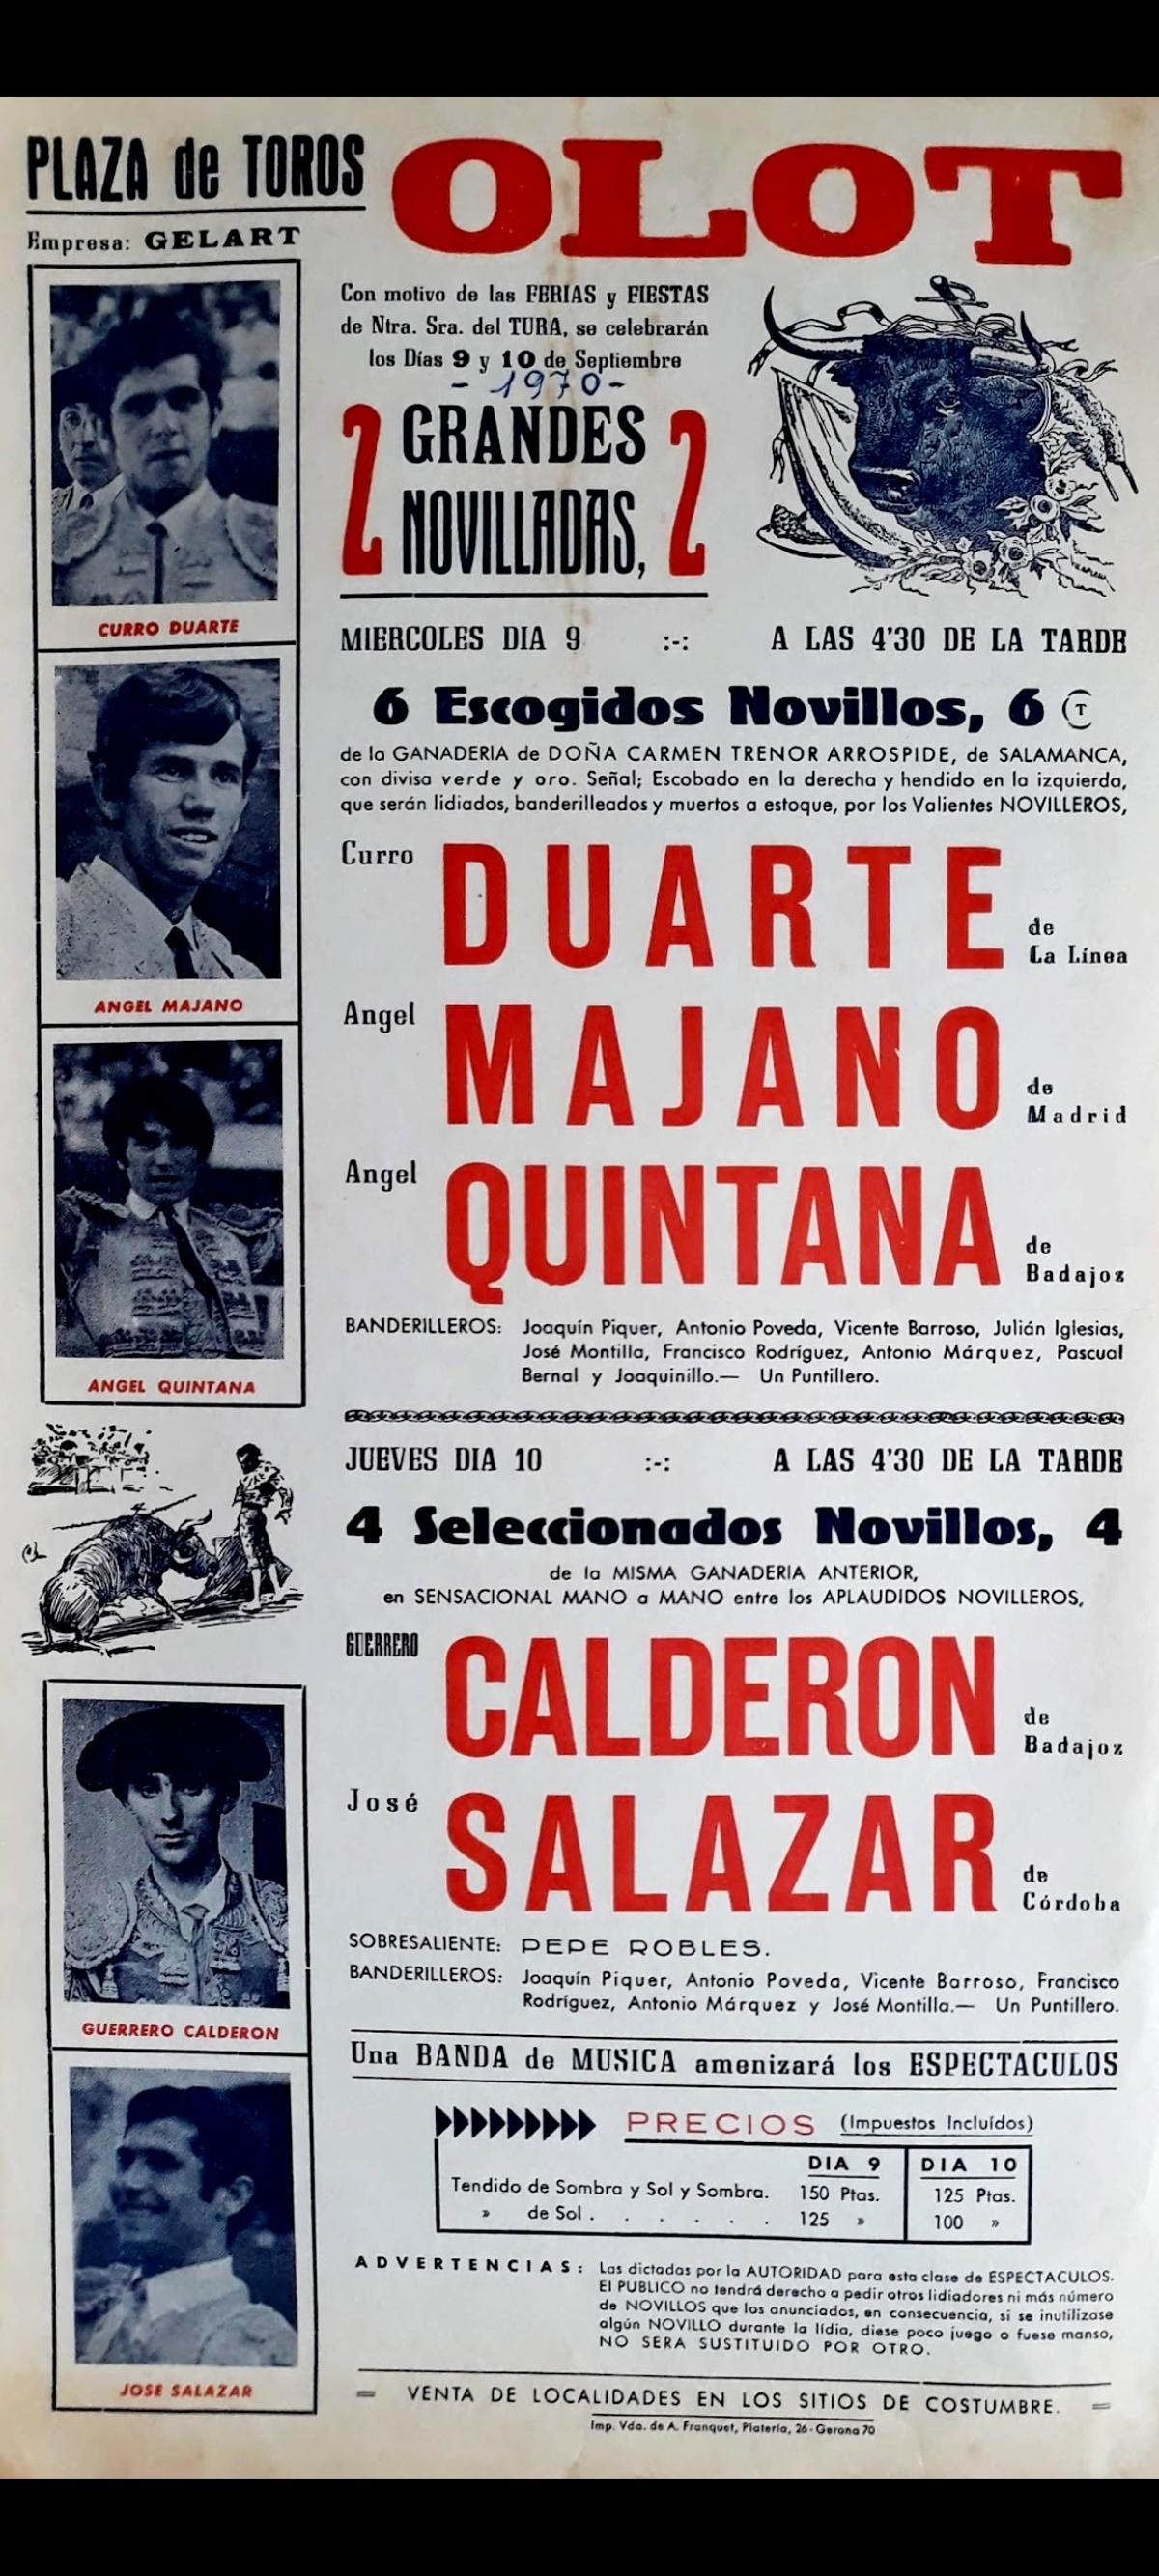 PLAZA de TOROS
OLOT
Empresa: GELART
CURRO DUARTE
ANGEL MAJANO
ANGEL QUINTANA
GUERRERO CALDERON
JOSE SALAZAR
Con motivo de las FERIAS y FIESTAS
de Ntra. Sra. del TURA, se celebrarán
los Días 9 y 10 de Septiembre
- 1970 -
2 GRANDES NOVILLADAS, 2
MIERCOLES DIA 9 :-: A LAS 4'30 DE LA TARDE
6 Escogidos Novillos, 6 T
de la GANADERIA de DOÑA CARMEN TRENOR ARROSPIDE, de SALAMANCA,
con divisa verde y oro. Señal; Escobado en la derecha y hendido en la izquierda,
que serán lidiados, banderilleados y muertos a estoque, por los Valientes NOVILLEROS,
Curro DUARTE de La Línea
Angel MAJANO de Madrid
Angel QUINTANA de Badajoz
BANDERILLEROS: Joaquín Piquer, Antonio Poveda, Vicente Barroso, Julián Iglesias,
José Montilla, Francisco Rodríguez, Antonio Márquez, Pascual
Bernal y Joaquinillo.— Un Puntillero.
JUEVES DIA 10 :-: A LAS 4'30 DE LA TARDE
4 Seleccionados Novillos, 4
de la MISMA GANADERIA ANTERIOR,
en SENSACIONAL MANO a MANO entre los APLAUDIDOS NOVILLEROS,
GUERRERO CALDERON de Badajoz
José SALAZAR de Córdoba
SOBRESALIENTE: PEPE ROBLES.
BANDERILLEROS: Joaquín Piquer, Antonio Poveda, Vicente Barroso, Francisco
Rodríguez, Antonio Márquez y José Montilla.— Un Puntillero.
Una BANDA de MUSICA amenizará los ESPECTACULOS
PRECIOS (Impuestos Incluídos)
DIA 9 DIA 10
Tendido de Sombra y Sol y Sombra. 150 Ptas. 125 Ptas.
» de Sol . . . . . . 125 » 100 »
ADVERTENCIAS: Las dictadas por la AUTORIDAD para esta clase de ESPECTACULOS.
El PUBLICO no tendrá derecho a pedir otros lidiadores ni más número
de NOVILLOS que los anunciados, en consecuencia, si se inutilizase
algún NOVILLO durante la lídia, diese poco juego o fuese manso,
NO SERA SUSTITUIDO POR OTRO.
= VENTA DE LOCALIDADES EN LOS SITIOS DE COSTUMBRE. =
Imp. Vda. de A. Franquet, Platería, 26 - Gerona 70